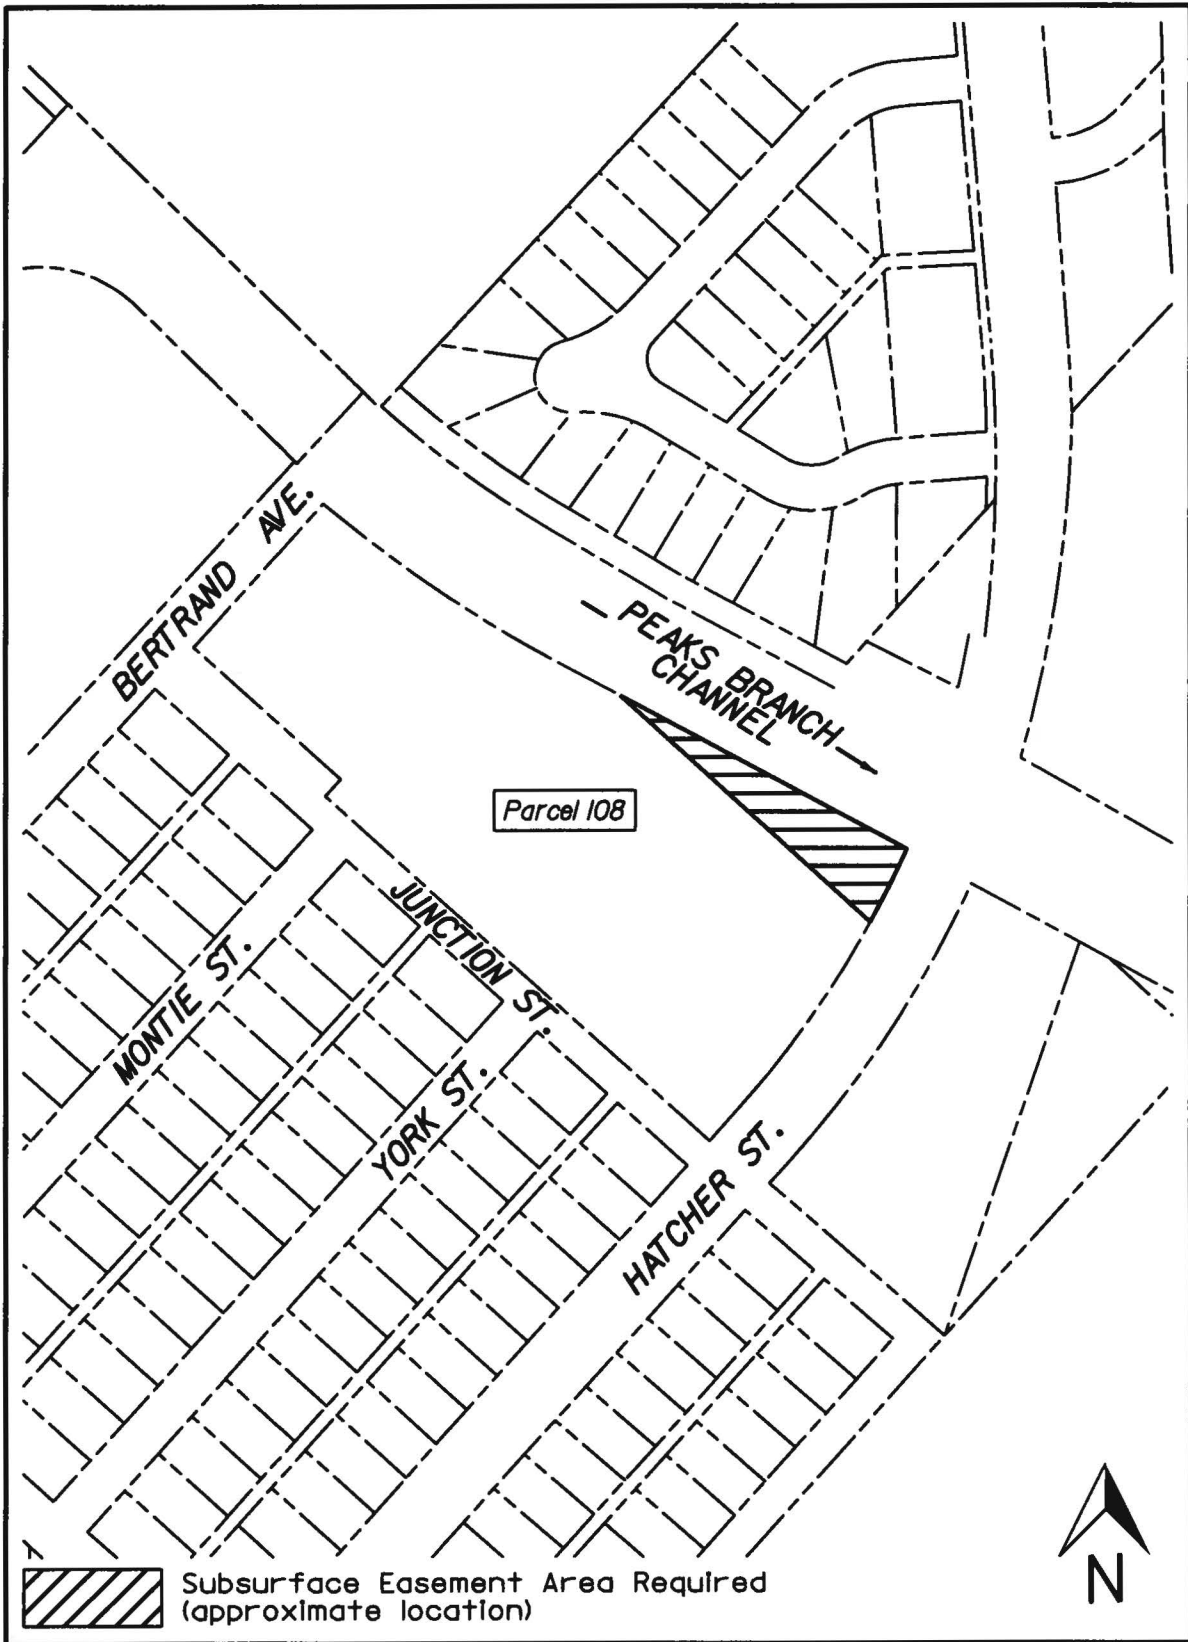 BERTRAND AVE.
PEAKS BRANCH
CHANNEL
Parcel 108
JUNCTION ST.
MONTIE ST.
YORK ST.
HATCHER ST.
Subsurface Easement Area Required
(approximate location)
N